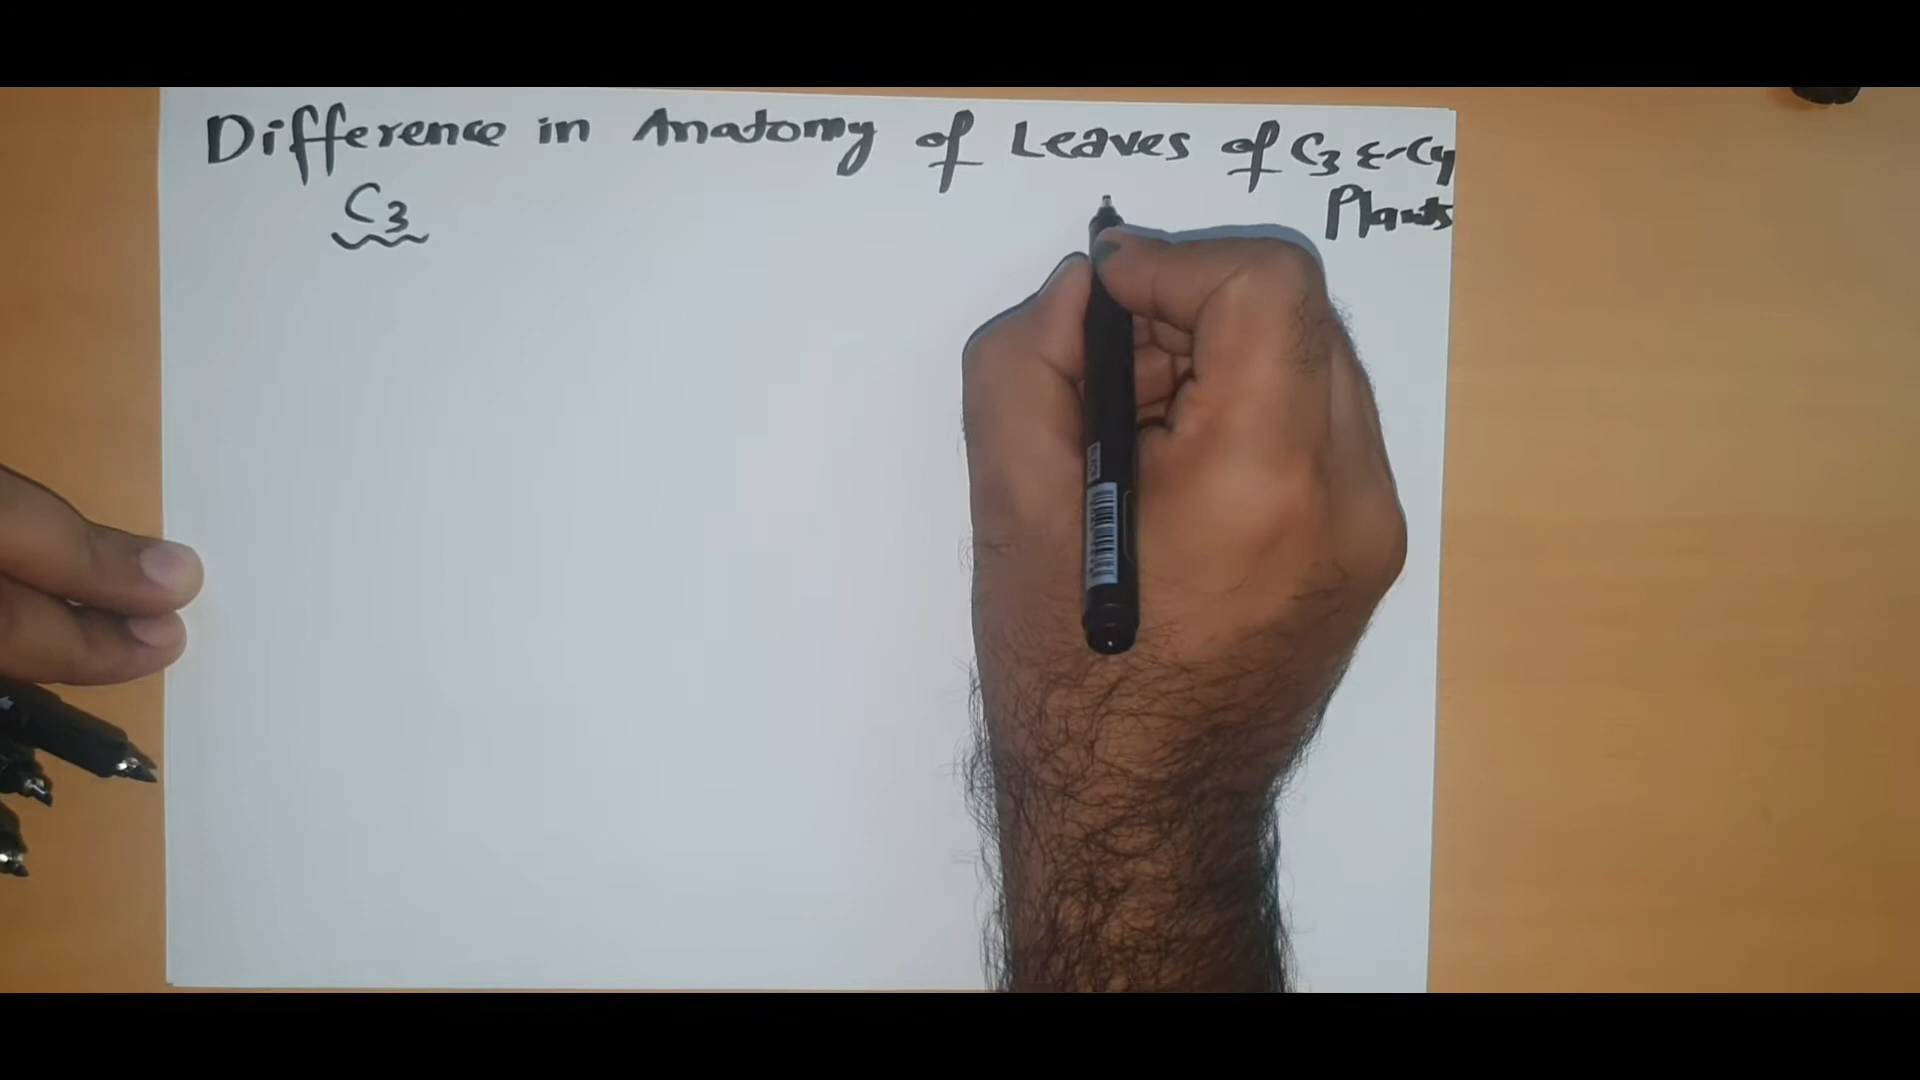 Difference in Anatomy of Leaves of C3 & C4
Plants
C3